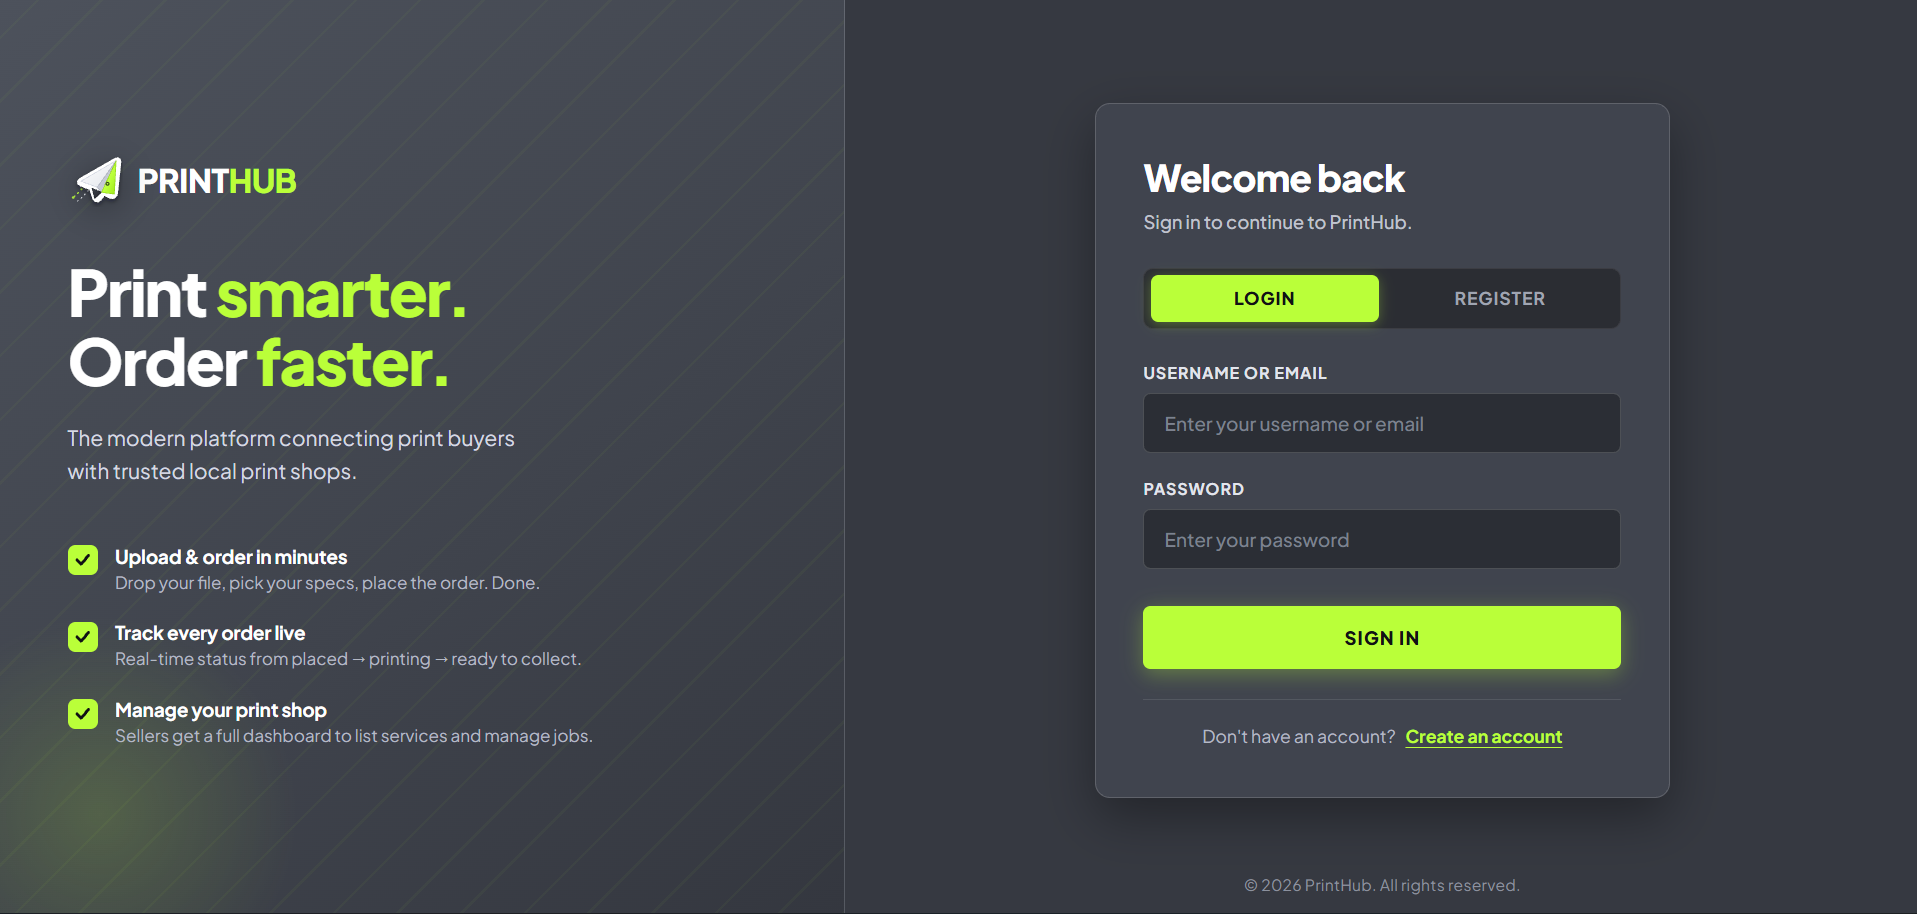 PRINTHUB
Print smarter.
Order faster.
The modern platform connecting print buyers
with trusted local print shops.
Upload & order in minutes
Drop your file, pick your specs, place the order. Done.
Track every order live
Real-time status from placed → printing → ready to collect.
Manage your print shop
Sellers get a full dashboard to list services and manage jobs.
Welcome back
Sign in to continue to PrintHub.
LOGIN REGISTER
USERNAME OR EMAIL
Enter your username or email
PASSWORD
Enter your password
SIGN IN
Don't have an account? Create an account
© 2026 PrintHub. All rights reserved.